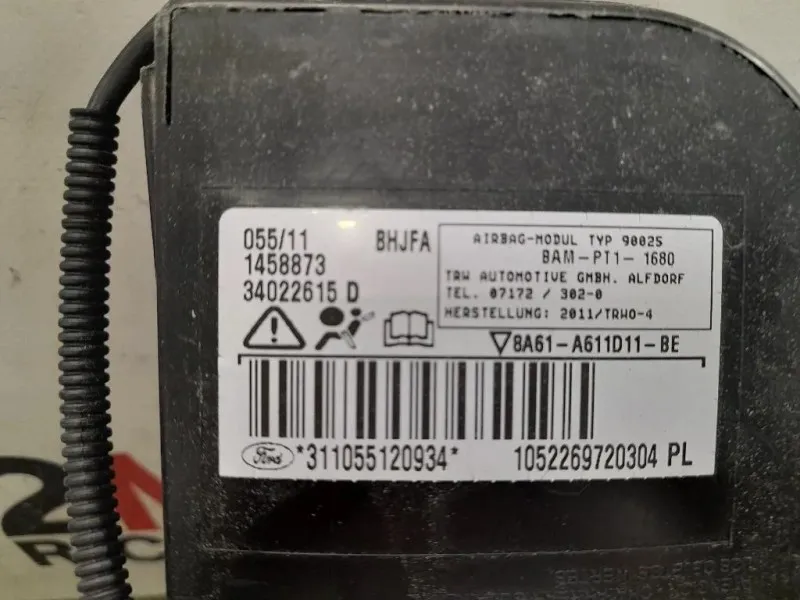 055/11 BHJFA
1458873
34022615 D
AIRBAG-MODUL TYP 9002S
BAM-PT1- 1680
TRW AUTOMOTIVE GMBH. ALFDORF
TEL. 07172 / 302-0
HERSTELLUNG: 2011/TRWO-4
8A61-A611D11-BE
Ford *311055120934* 1052269720304 PL